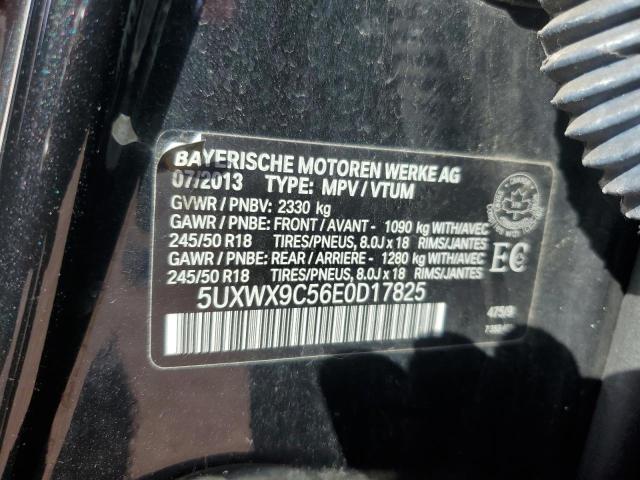 BAYERISCHE MOTOREN WERKE AG
07/2013 TYPE: MPV / VTUM
GVWR / PNBV: 2330 kg
GAWR / PNBE: FRONT / AVANT - 1090 kg WITH/AVEC
245/50 R18 TIRES/PNEUS, 8.0J x 18 RIMS/JANTES
GAWR / PNBE: REAR / ARRIERE - 1280 kg WITH/AVEC
245/50 R18 TIRES/PNEUS, 8.0J x 18 RIMS/JANTES
EC
5UXWX9C56E0D17825